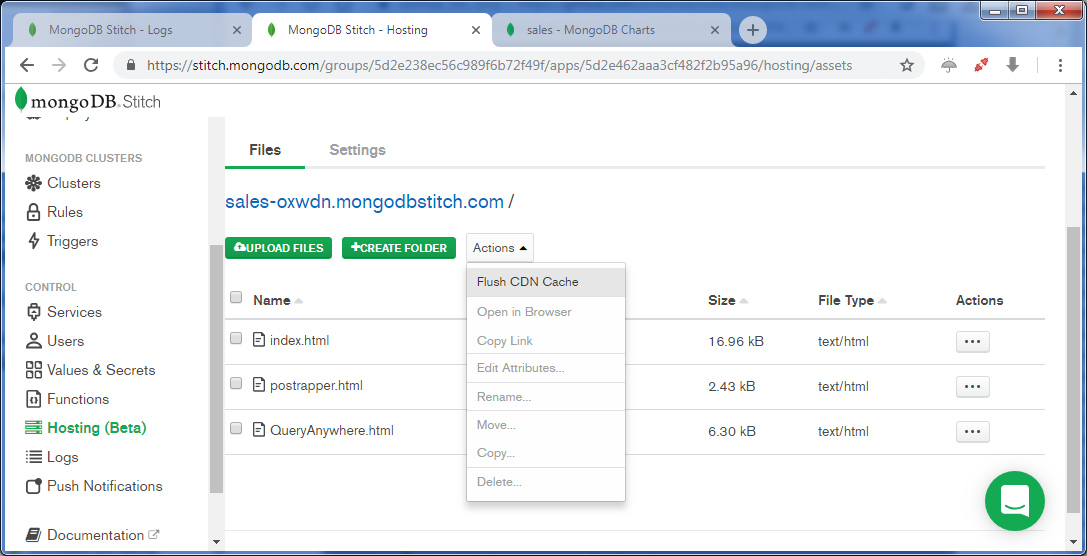 MongoDB Stitch - Logs
MongoDB Stitch - Hosting
sales - MongoDB Charts
https://stitch.mongodb.com/groups/5d2e238ec56c989f6b72f49f/apps/5d2e462aaa3cf482f2b95a96/hosting/assets
mongoDB. Stitch
MONGODB CLUSTERS
Clusters
Rules
Triggers
CONTROL
Services
Users
Values & Secrets
Functions
Hosting (Beta)
Logs
Push Notifications
Documentation
Files Settings
sales-oxwdn.mongodbstitch.com /
UPLOAD FILES
CREATE FOLDER
Actions
Flush CDN Cache
Open in Browser
Copy Link
Edit Attributes...
Rename...
Move...
Copy...
Delete...
Name Size File Type Actions
index.html 16.96 kB text/html
postrapper.html 2.43 kB text/html
QueryAnywhere.html 6.30 kB text/html